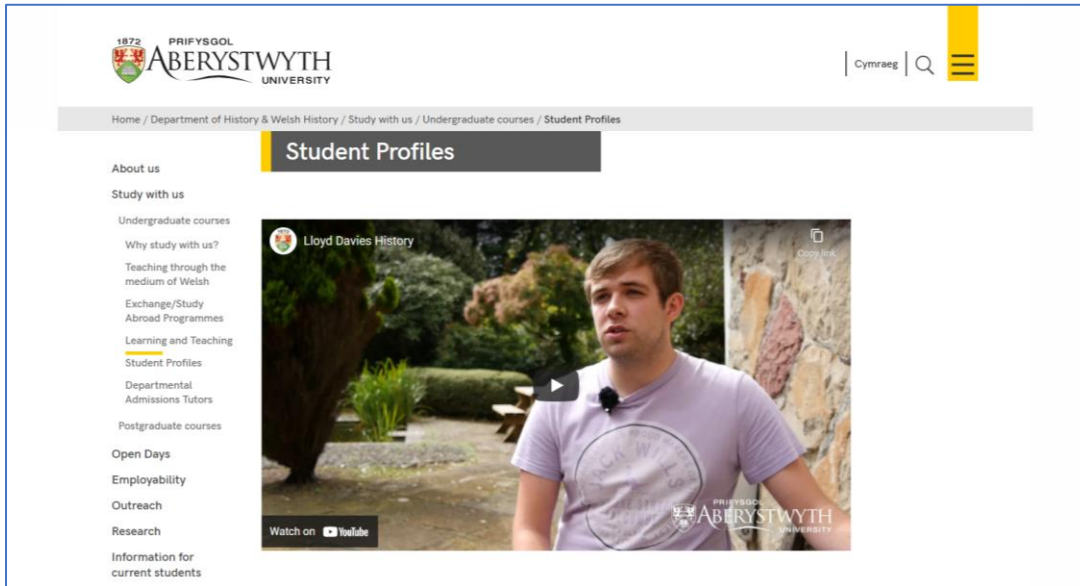 1872 PRIFYSGOL
ABERYSTWYTH
UNIVERSITY
Cymraeg
Home / Department of History & Welsh History / Study with us / Undergraduate courses / Student Profiles
Student Profiles
About us
Study with us
Undergraduate courses
Why study with us?
Teaching through the
medium of Welsh
Exchange/Study
Abroad Programmes
Learning and Teaching
Student Profiles
Departmental
Admissions Tutors
Postgraduate courses
Open Days
Employability
Outreach
Research
Information for
current students
Lloyd Davies History
Copy link
JACK WILLS
PRIFYSGOL
ABERYSTWYTH
UNIVERSITY
Watch on YouTube